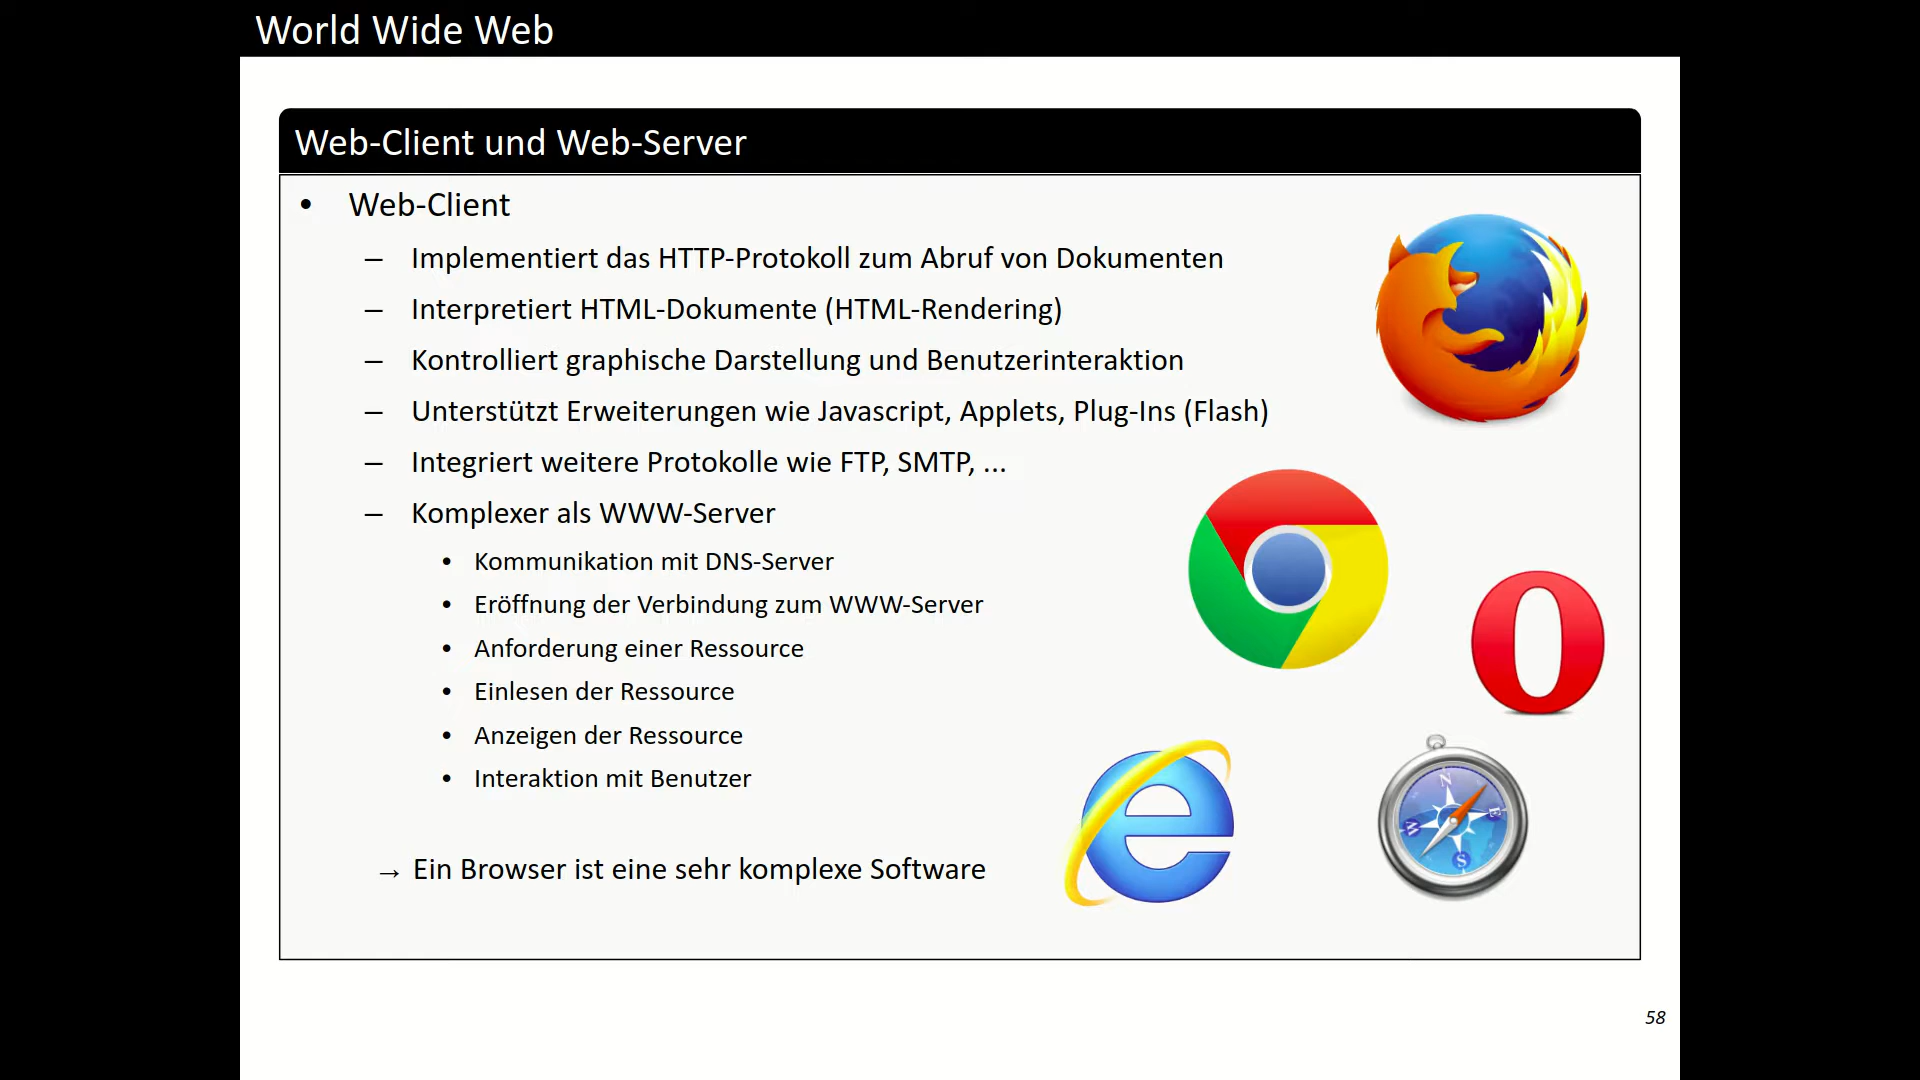 World Wide Web
Web-Client und Web-Server
• Web-Client
– Implementiert das HTTP-Protokoll zum Abruf von Dokumenten
– Interpretiert HTML-Dokumente (HTML-Rendering)
– Kontrolliert graphische Darstellung und Benutzerinteraktion
– Unterstützt Erweiterungen wie Javascript, Applets, Plug-Ins (Flash)
– Integriert weitere Protokolle wie FTP, SMTP, ...
– Komplexer als WWW-Server
• Kommunikation mit DNS-Server
• Eröffnung der Verbindung zum WWW-Server
• Anforderung einer Ressource
• Einlesen der Ressource
• Anzeigen der Ressource
• Interaktion mit Benutzer
→ Ein Browser ist eine sehr komplexe Software
N
E
W
S
58